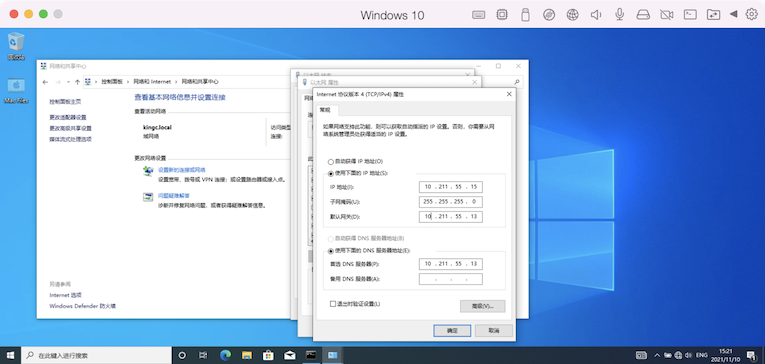 Windows 10
回收站
Mac Files
网络和共享中心
控制面板 › 网络和 Internet › 网络和共享中心
控制面板主页
更改适配器设置
更改高级共享设置
媒体流式处理选项
查看基本网络信息并设置连接
查看活动网络
kingc.local
域网络
访问类型
连接:
更改网络设置
设置新的连接或网络
设置宽带、拨号或 VPN 连接；或设置路由器或接入点。
问题疑难解答
诊断并修复网络问题，或者获得疑难解答信息。
另请参阅
Internet 选项
Windows Defender 防火墙
以太网 状态
以太网 属性
Internet 协议版本 4 (TCP/IPv4) 属性
常规
如果网络支持此功能，则可以获取自动指派的 IP 设置。否则，你需要从网
络系统管理员处获得适当的 IP 设置。
自动获得 IP 地址(O)
使用下面的 IP 地址(S):
IP 地址(I): 10 . 211 . 55 . 15
子网掩码(U): 255 . 255 . 255 . 0
默认网关(D): 10 . 211 . 55 . 13
自动获得 DNS 服务器地址(B)
使用下面的 DNS 服务器地址(E):
首选 DNS 服务器(P): 10 . 211 . 55 . 13
备用 DNS 服务器(A): . . .
退出时验证设置(L)
高级(V)...
确定
取消
在此键入进行搜索
ENG
15:21
2021/11/10